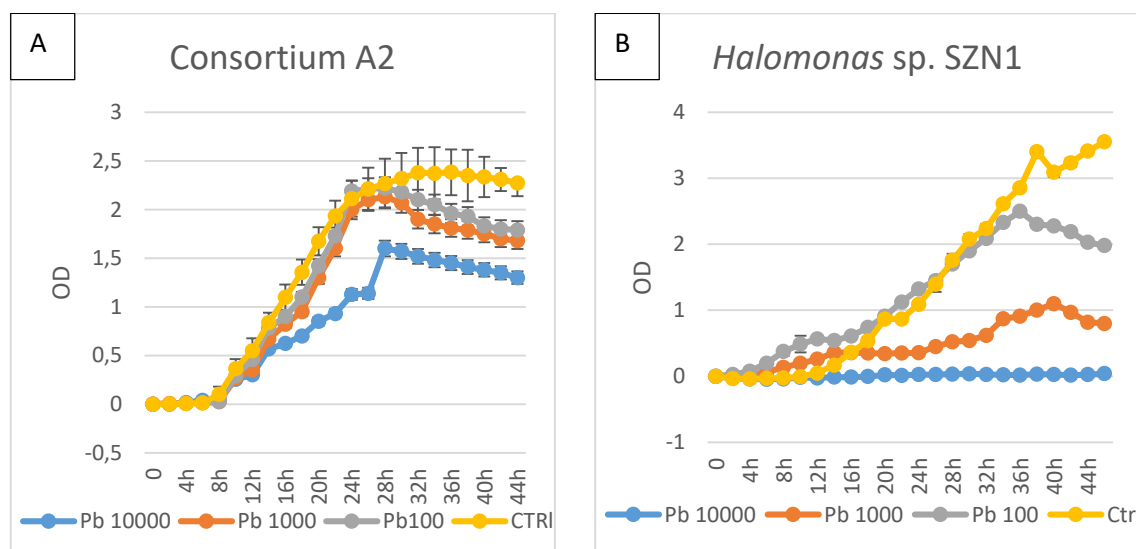 A
Consortium A2
OD
3
2,5
2
1,5
1
0,5
0
-0,5
0 4h 8h 12h 16h 20h 24h 28h 32h 36h 40h 44h
Pb 10000 Pb 1000 Pb100 CTRl
B
Halomonas sp. SZN1
OD
4
3
2
1
0
-1
0 4h 8h 12h 16h 20h 24h 28h 32h 36h 40h 44h
Pb 10000 Pb 1000 Pb 100 Ctr